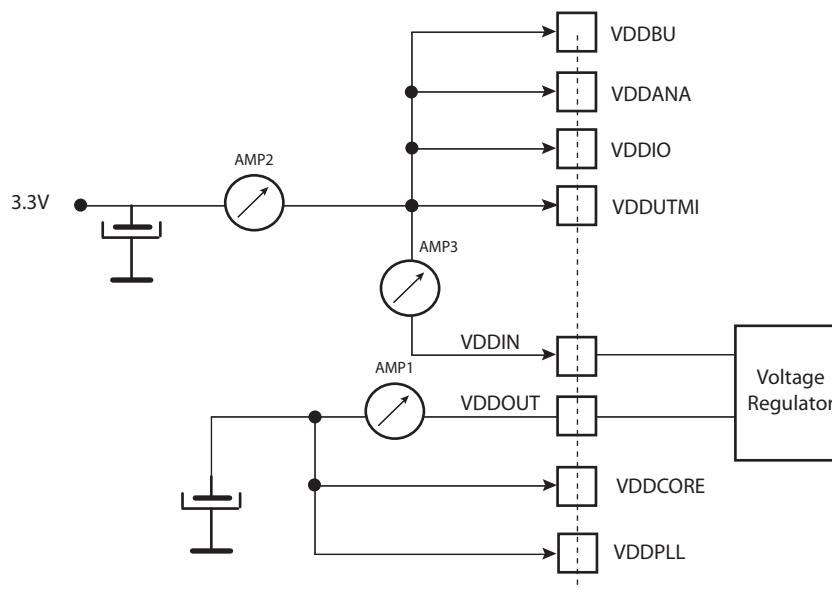 VDDBU
VDDANA
VDDIO
AMP2
3.3V
VDDUTMI
AMP3
VDDIN
AMP1
VDDOUT
Voltage
Regulator
VDDCORE
VDDPLL